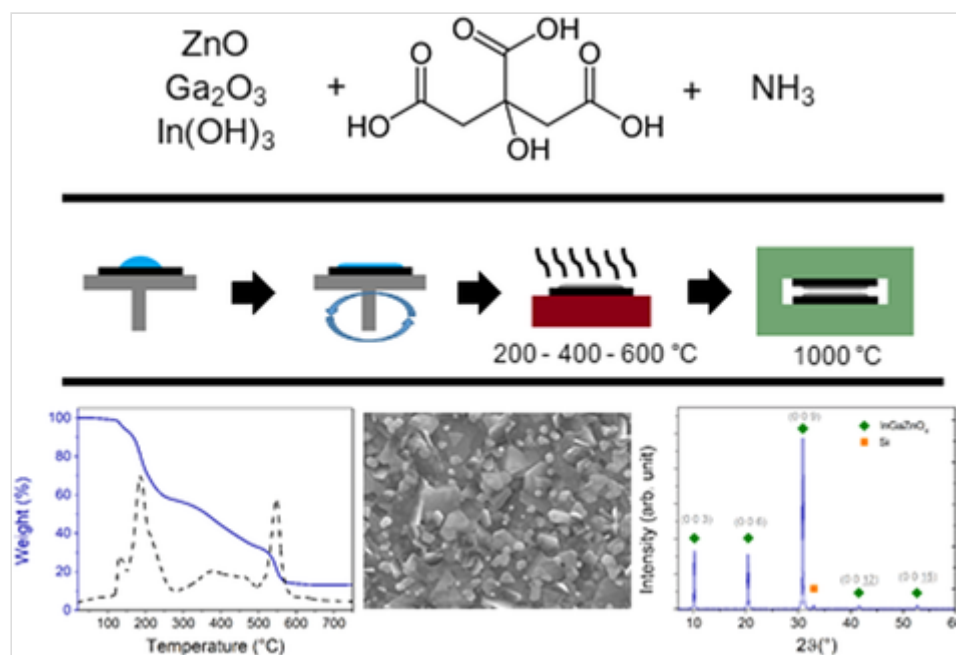 ZnO
Ga₂O₃
In(OH)₃
+
O
OH
O
HO
OH
O
OH
+
NH₃
200 - 400 - 600 °C
1000 °C
Weight (%)
100
80
60
40
20
0
0 100 200 300 400 500 600 700
Temperature (°C)
Intensity (arb. unit)
(0 0 3)
(0 0 6)
(0 0 9)
(0 0 12)
(0 0 15)
InGaZnO₄
Si
10 20 30 40 50 60
2ϑ(°)